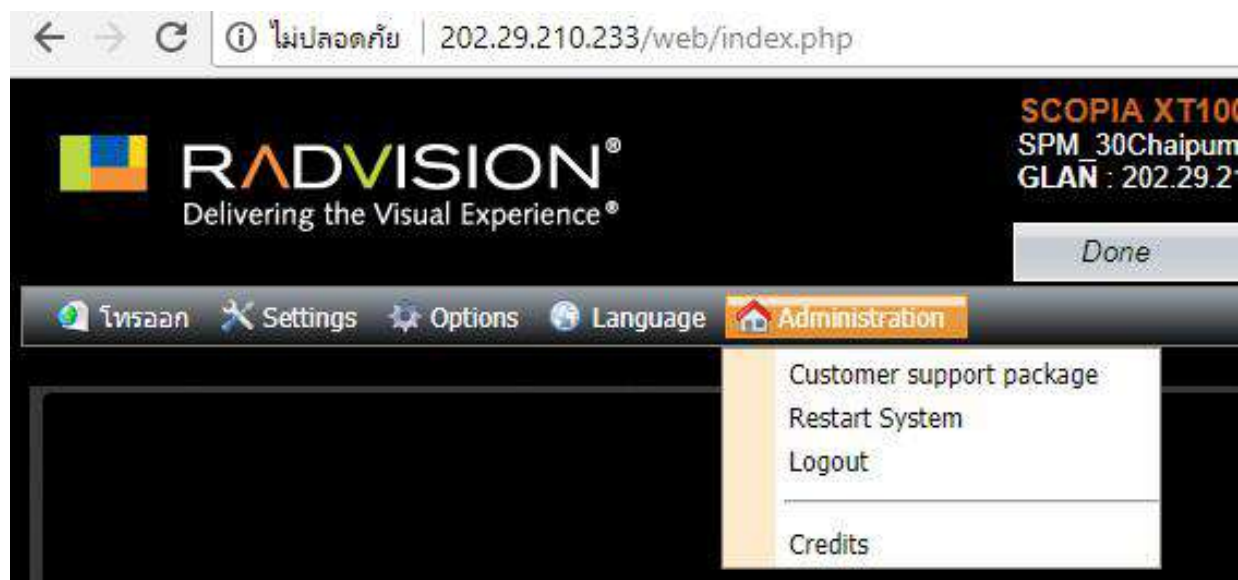 ไม่ปลอดภัย | 202.29.210.233/web/index.php
RADVISION®
Delivering the Visual Experience®
SCOPIA XT100
SPM_30Chaipum
GLAN : 202.29.21
Done
โทรออก Settings Options Language Administration
Customer support package
Restart System
Logout
Credits